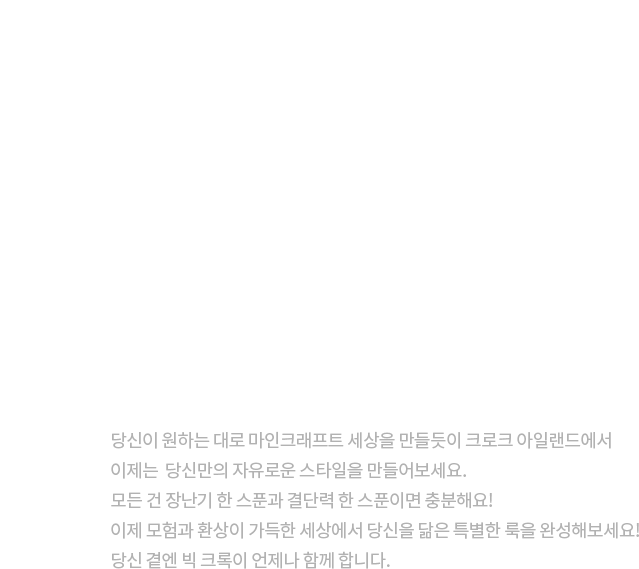 당신이 원하는 대로 마인크래프트 세상을 만들듯이 크로크 아일랜드에서
이제는 당신만의 자유로운 스타일을 만들어보세요.
모든 건 장난기 한 스푼과 결단력 한 스푼이면 충분해요!
이제 모험과 환상이 가득한 세상에서 당신을 닮은 특별한 룩을 완성해보세요!
당신 곁엔 빅 크록이 언제나 함께 합니다.